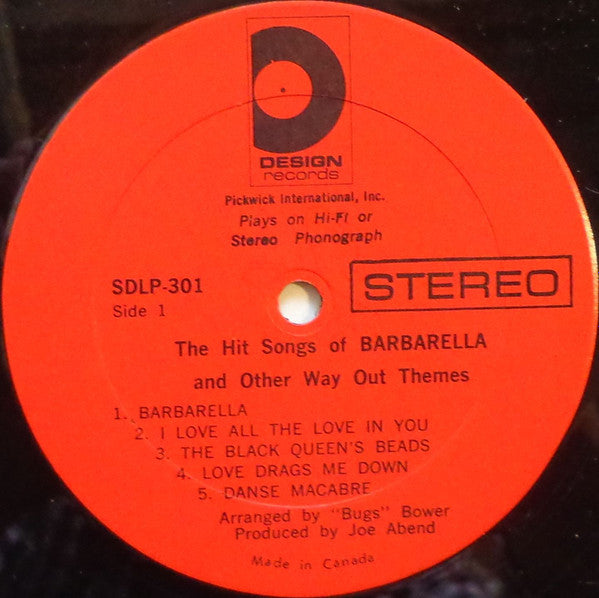 DESIGN
records
Pickwick International, Inc.
Plays on Hi-Fi or
Stereo Phonograph
SDLP-301
STEREO
Side 1
The Hit Songs of BARBARELLA
and Other Way Out Themes
1. BARBARELLA
2. I LOVE ALL THE LOVE IN YOU
3. THE BLACK QUEEN'S BEADS
4. LOVE DRAGS ME DOWN
5. DANSE MACABRE
Arranged by "Bugs" Bower
Produced by Joe Abend
Made in Canada